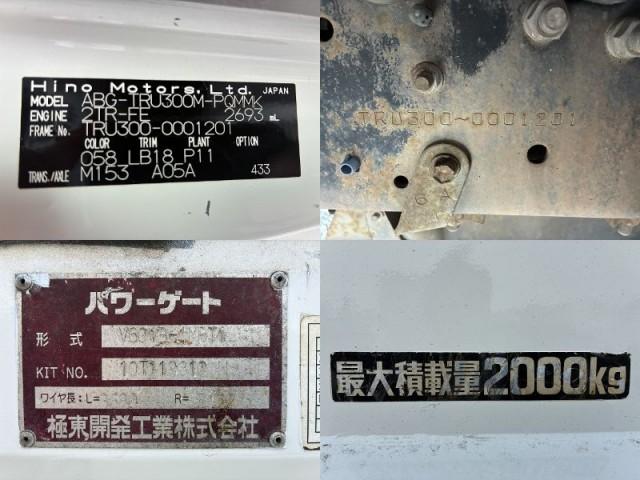 Hino Motors, Ltd. JAPAN
MODEL ABG-TRU300M-PQMMK
ENGINE 2TR-FE 2693 mL
FRAME No. TRU300-0001201
COLOR TRIM PLANT OPTION
058 LB18 P11
TRANS./AXLE M153 A05A 433
TRU300-0001201
パワーゲート
形式
KIT NO.
ワイヤ長:L= R=
極東開発工業株式会社
最大積載量2000kg